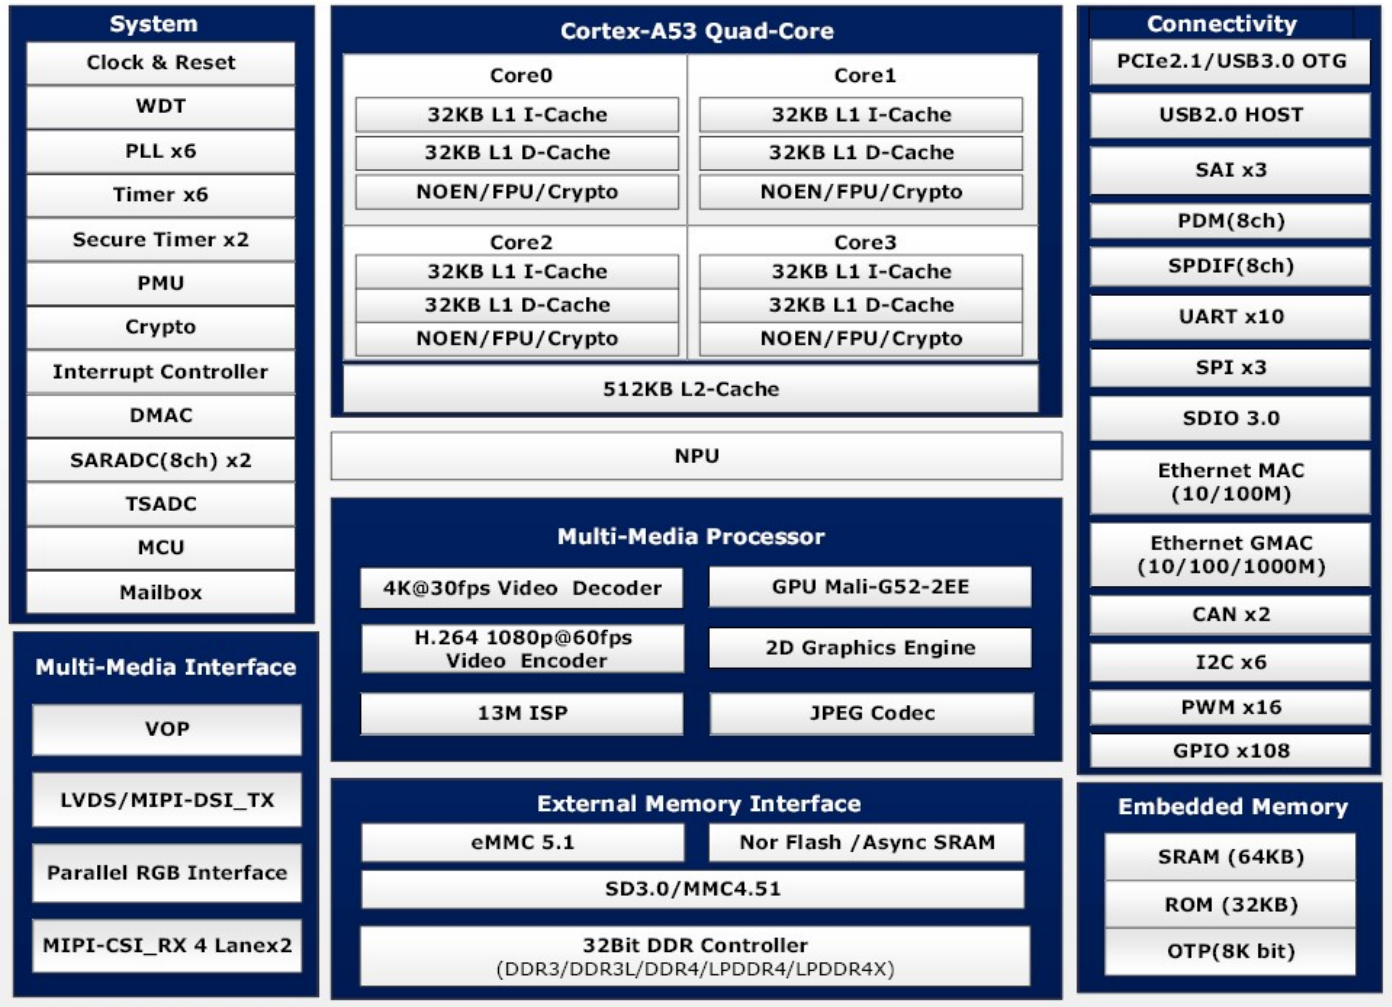 System
Clock & Reset
WDT
PLL x6
Timer x6
Secure Timer x2
PMU
Crypto
Interrupt Controller
DMAC
SARADC(8ch) x2
TSADC
MCU
Mailbox
Multi-Media Interface
VOP
LVDS/MIPI-DSI_TX
Parallel RGB Interface
MIPI-CSI_RX 4 Lanex2
Cortex-A53 Quad-Core
Core0
32KB L1 I-Cache
32KB L1 D-Cache
NOEN/FPU/Crypto
Core1
32KB L1 I-Cache
32KB L1 D-Cache
NOEN/FPU/Crypto
Core2
32KB L1 I-Cache
32KB L1 D-Cache
NOEN/FPU/Crypto
Core3
32KB L1 I-Cache
32KB L1 D-Cache
NOEN/FPU/Crypto
512KB L2-Cache
NPU
Multi-Media Processor
4K@30fps Video Decoder
GPU Mali-G52-2EE
H.264 1080p@60fps
Video Encoder
2D Graphics Engine
13M ISP
JPEG Codec
External Memory Interface
eMMC 5.1
Nor Flash /Async SRAM
SD3.0/MMC4.51
32Bit DDR Controller
(DDR3/DDR3L/DDR4/LPDDR4/LPDDR4X)
Connectivity
PCIe2.1/USB3.0 OTG
USB2.0 HOST
SAI x3
PDM(8ch)
SPDIF(8ch)
UART x10
SPI x3
SDIO 3.0
Ethernet MAC
(10/100M)
Ethernet GMAC
(10/100/1000M)
CAN x2
I2C x6
PWM x16
GPIO x108
Embedded Memory
SRAM (64KB)
ROM (32KB)
OTP(8K bit)